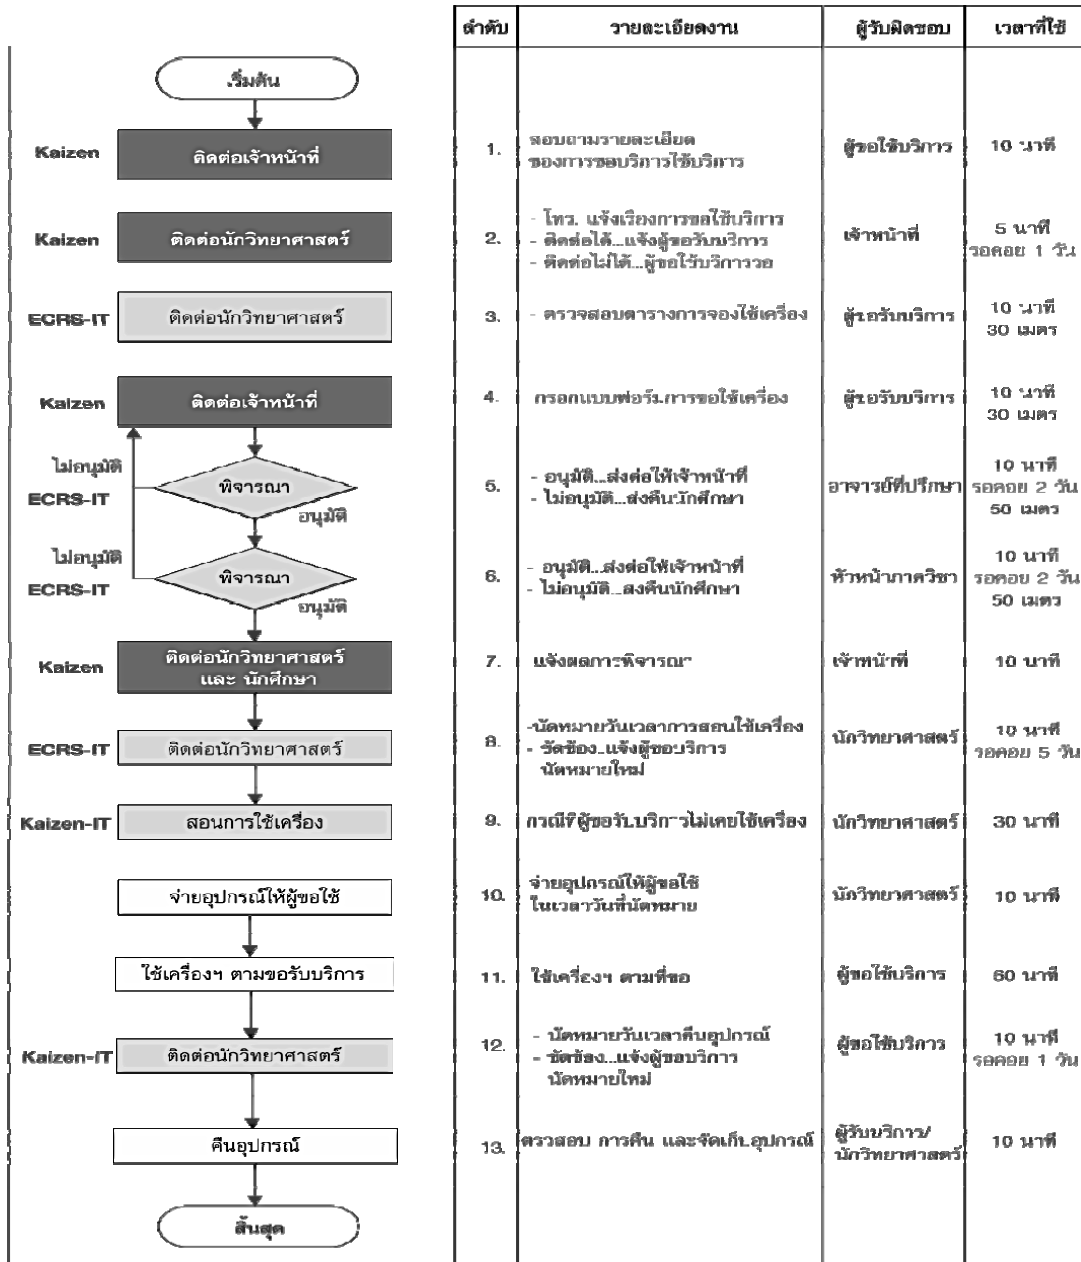 ลำดับ รายละเอียดงาน ผู้รับผิดชอบ เวลาที่ใช้
เริ่มต้น
Kaizen ติดต่อเจ้าหน้าที่ 1. สอบถามรายละเอียด ผู้ขอใช้บริการ 10 นาที
ของการขอบริการใช้บริการ
Kaizen ติดต่อนักวิทยาศาสตร์ 2. - โทร. แจ้งเรื่องการขอใช้บริการ เจ้าหน้าที่ 5 นาที
- ติดต่อได้...แจ้งผู้ขอรับบริการ รอคอย 1 วัน
- ติดต่อไม่ได้...ผู้ขอใช้บริการรอ
ECRS-IT ติดต่อนักวิทยาศาสตร์ 3. - ตรวจสอบตารางการจองใช้เครื่อง ผู้ขอรับบริการ 10 นาที
30 เมตร
Kaizen ติดต่อเจ้าหน้าที่ 4. กรอกแบบฟอร์มการขอใช้เครื่อง ผู้ขอรับบริการ 10 นาที
30 เมตร
ไม่อนุมัติ
ECRS-IT พิจารณา อนุมัติ 5. - อนุมัติ...ส่งต่อให้เจ้าหน้าที่ อาจารย์ที่ปรึกษา 10 นาที
- ไม่อนุมัติ...ส่งคืนนักศึกษา รอคอย 2 วัน
50 เมตร
ไม่อนุมัติ
ECRS-IT พิจารณา อนุมัติ 6. - อนุมัติ...ส่งต่อให้เจ้าหน้าที่ หัวหน้าภาควิชา 10 นาที
- ไม่อนุมัติ...ส่งคืนนักศึกษา รอคอย 2 วัน
50 เมตร
Kaizen ติดต่อนักวิทยาศาสตร์ 7. แจ้งผลการพิจารณา เจ้าหน้าที่ 10 นาที
และ นักศึกษา
ECRS-IT ติดต่อนักวิทยาศาสตร์ 8. -นัดหมายวันเวลาการสอนใช้เครื่อง นักวิทยาศาสตร์ 10 นาที
- ขัดข้อง..แจ้งผู้ขอบริการ รอคอย 5 วัน
นัดหมายใหม่
Kaizen-IT สอนการใช้เครื่อง 9. กรณีที่ผู้ขอรับบริการไม่เคยใช้เครื่อง นักวิทยาศาสตร์ 30 นาที
จ่ายอุปกรณ์ให้ผู้ขอใช้ 10. จ่ายอุปกรณ์ให้ผู้ขอใช้ นักวิทยาศาสตร์ 10 นาที
ในเวลาวันที่นัดหมาย
ใช้เครื่องฯ ตามขอรับบริการ 11. ใช้เครื่องฯ ตามที่ขอ ผู้ขอใช้บริการ 60 นาที
Kaizen-IT ติดต่อนักวิทยาศาสตร์ 12. - นัดหมายวันเวลาคืนอุปกรณ์ ผู้ขอใช้บริการ 10 นาที
- ขัดข้อง...แจ้งผู้ขอบริการ รอคอย 1 วัน
นัดหมายใหม่
คืนอุปกรณ์ 13. ตรวจสอบ การคืน และจัดเก็บอุปกรณ์ ผู้รับบริการ/ 10 นาที
นักวิทยาศาสตร์
สิ้นสุด